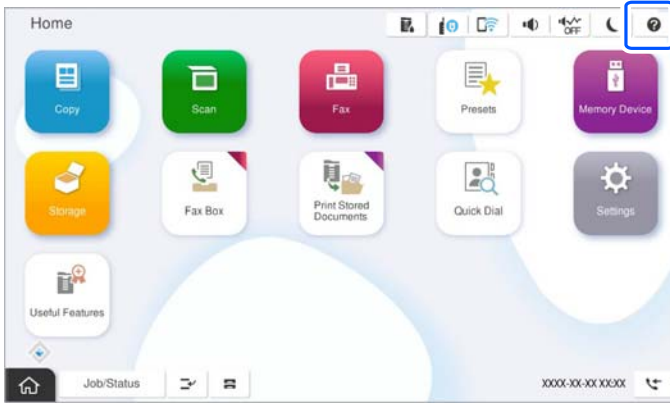 Home
OFF
Copy
Scan
Fax
Presets
Memory Device
Storage
Fax Box
Print Stored
Documents
Quick Dial
Settings
Useful Features
Job/Status
XXXX-XX-XX XX:XX